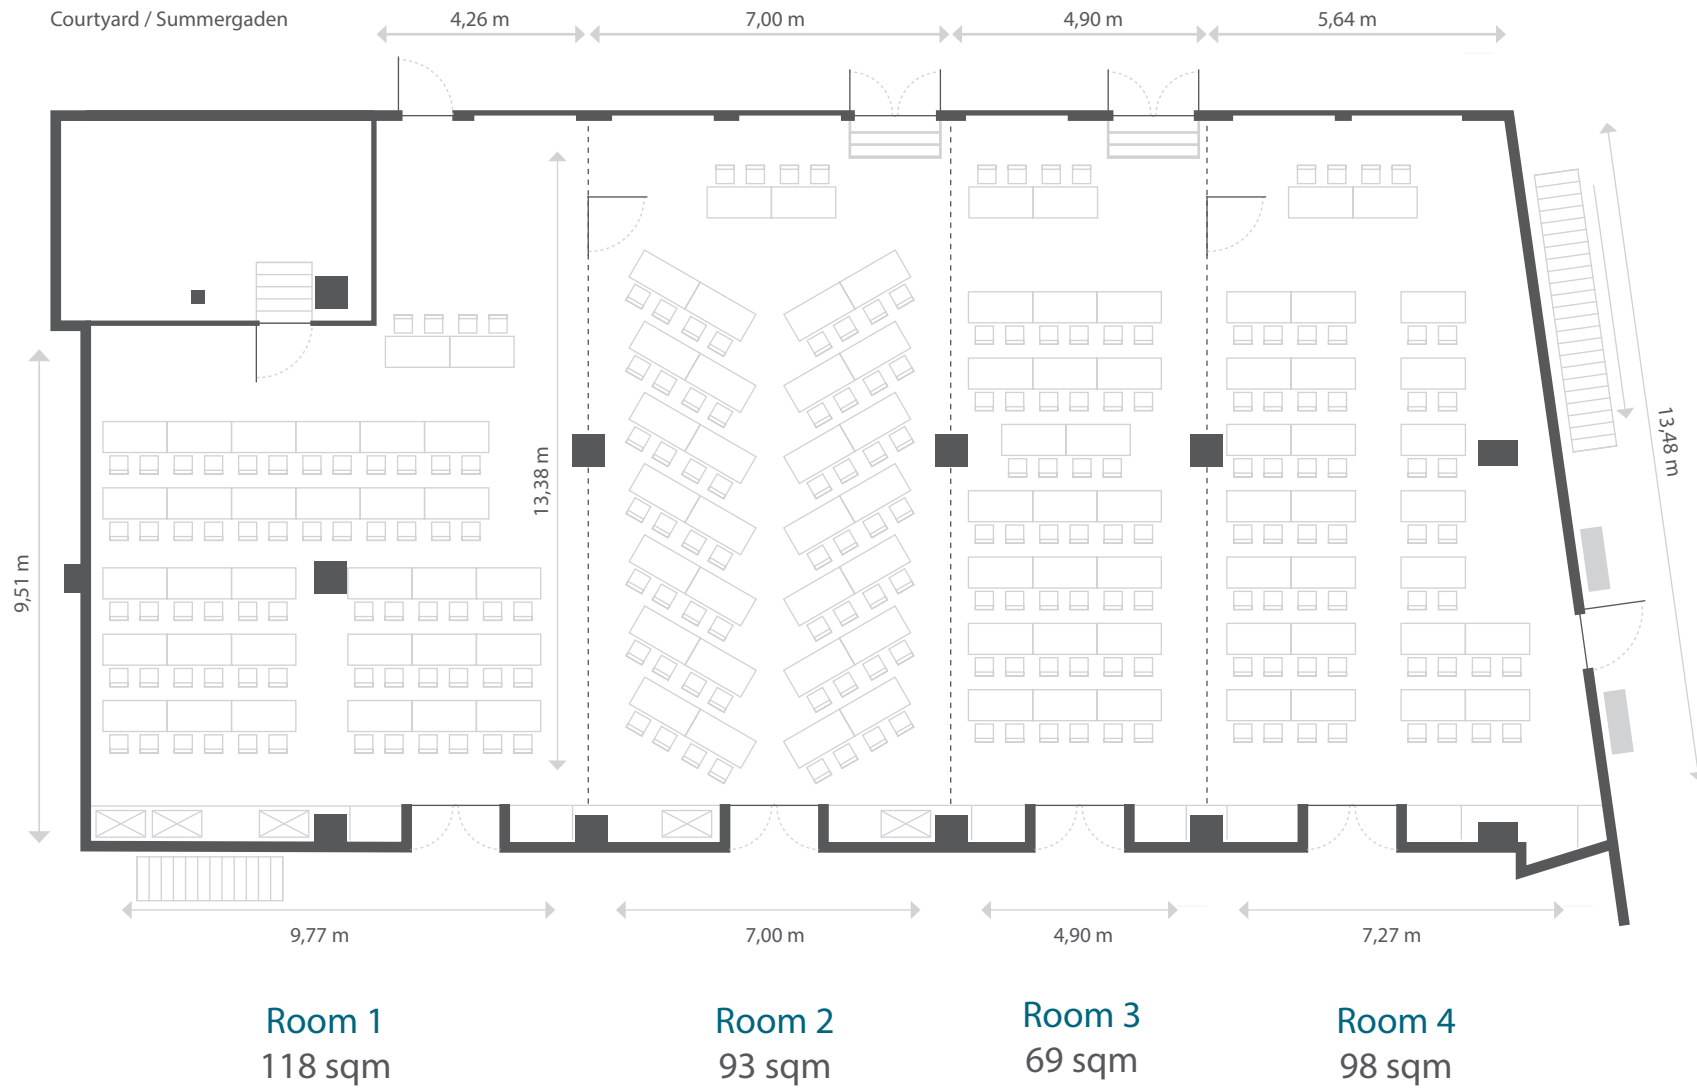 Courtyard / Summergaden
4,26 m
7,00 m
4,90 m
5,64 m
13,38 m
9,51 m
13,48 m
9,77 m
7,00 m
4,90 m
7,27 m
Room 1
118 sqm
Room 2
93 sqm
Room 3
69 sqm
Room 4
98 sqm